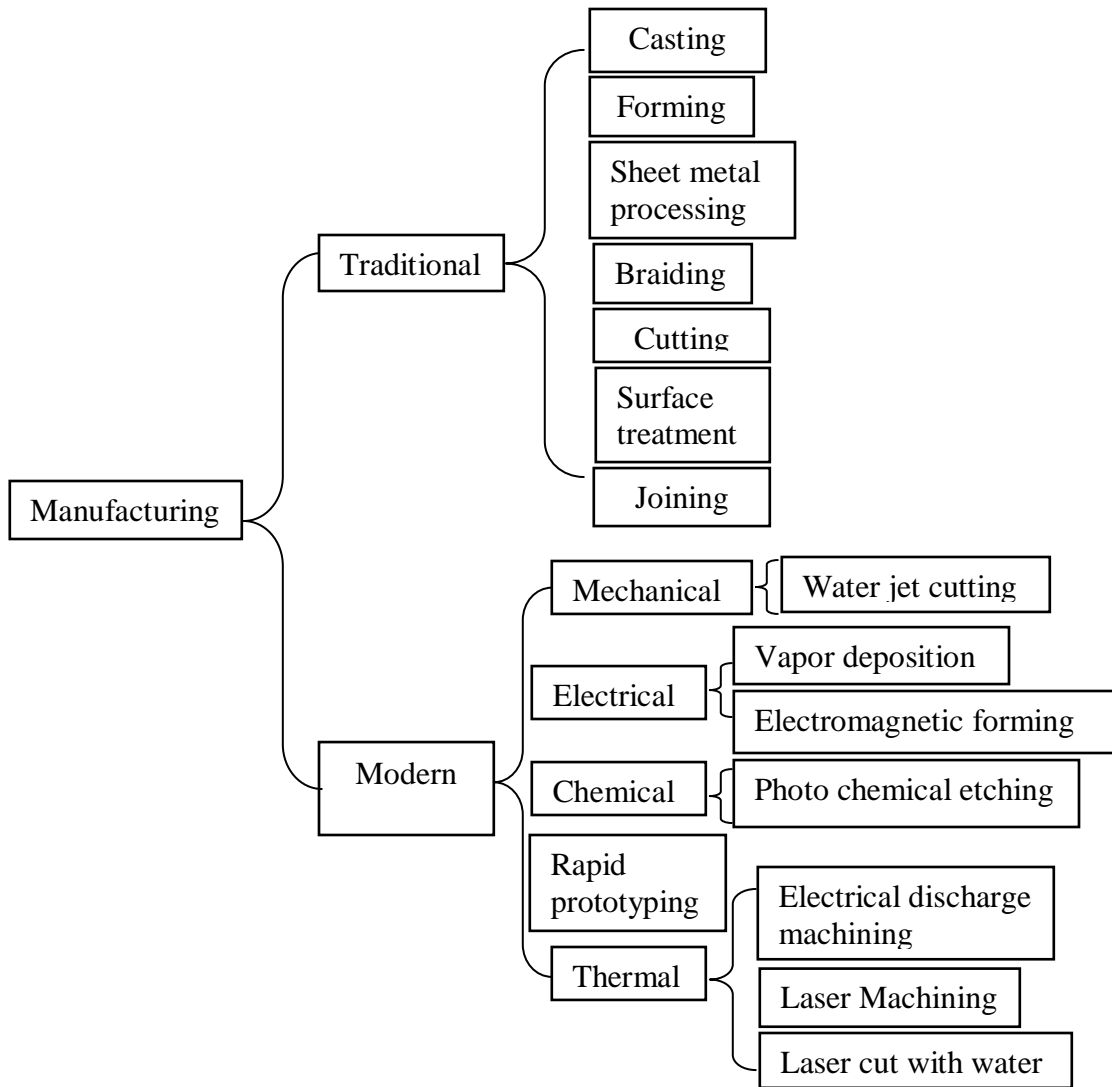 Manufacturing
Traditional
Casting
Forming
Sheet metal
processing
Braiding
Cutting
Surface
treatment
Joining
Modern
Mechanical
Water jet cutting
Electrical
Vapor deposition
Electromagnetic forming
Chemical
Photo chemical etching
Rapid
prototyping
Thermal
Electrical discharge
machining
Laser Machining
Laser cut with water